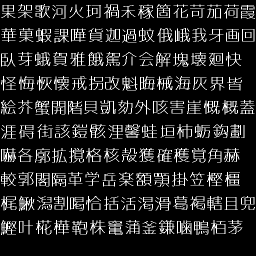 果架歌河火珂禍禾稼箇花苛茄荷霞
華菓蝦課嘩貨迦過蚊俄峨我牙画
臥芽蛾賀雅餓駕介会解塊壊廻快
怪悔恢懐戒拐改魁晦械海灰界皆
絵芥蟹開階貝凱劾外咳害崖慨概
涯碍街該鎧骸浬馨蛙垣柿蛎鈎劃
嚇各廓拡撹格核殻獲確穫覚角赫
較郭閣隔革学岳楽額顎掛笠樫橿
梶鰍潟割喝恰括活渇滑葛褐轄且
鰹叶椛樺鞄株竃蒲釜鎌噛鴨栢茅